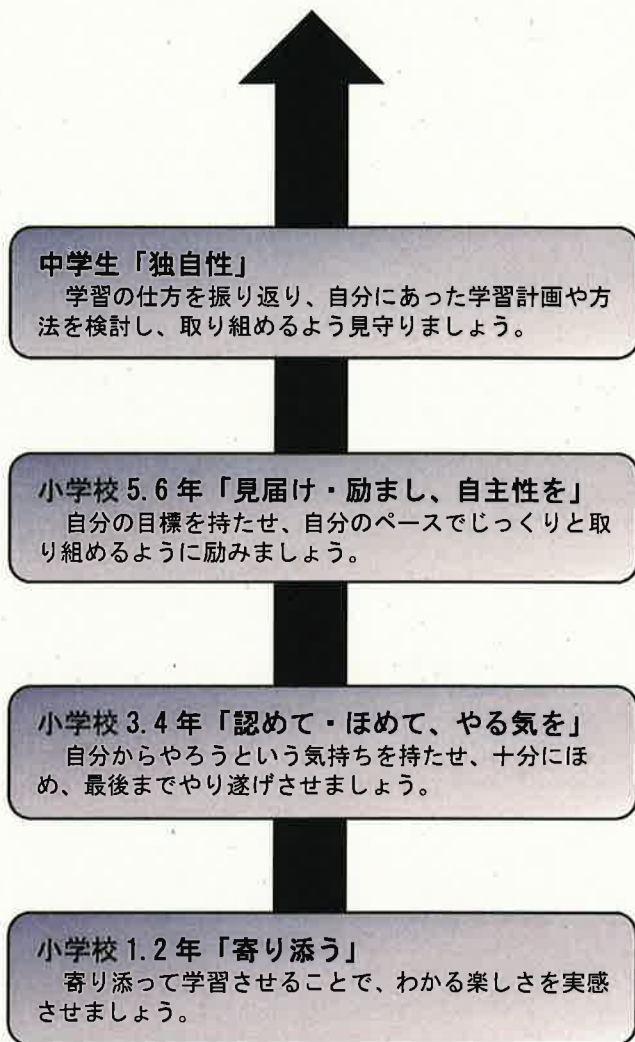 中学生「独自性」
学習の仕方を振り返り、自分にあった学習計画や方
法を検討し、取り組めるよう見守りましょう。
小学校 5.6 年「見届け・励まし、自主性を」
自分の目標を持たせ、自分のペースでじっくりと取
り組めるように励みましょう。
小学校 3.4 年「認めて・ほめて、やる気を」
自分からやろうという気持ちを持たせ、十分にほ
め、最後までやり遂げさせましょう。
小学校 1.2 年「寄り添う」
寄り添って学習させることで、わかる楽しさを実感
させましょう。